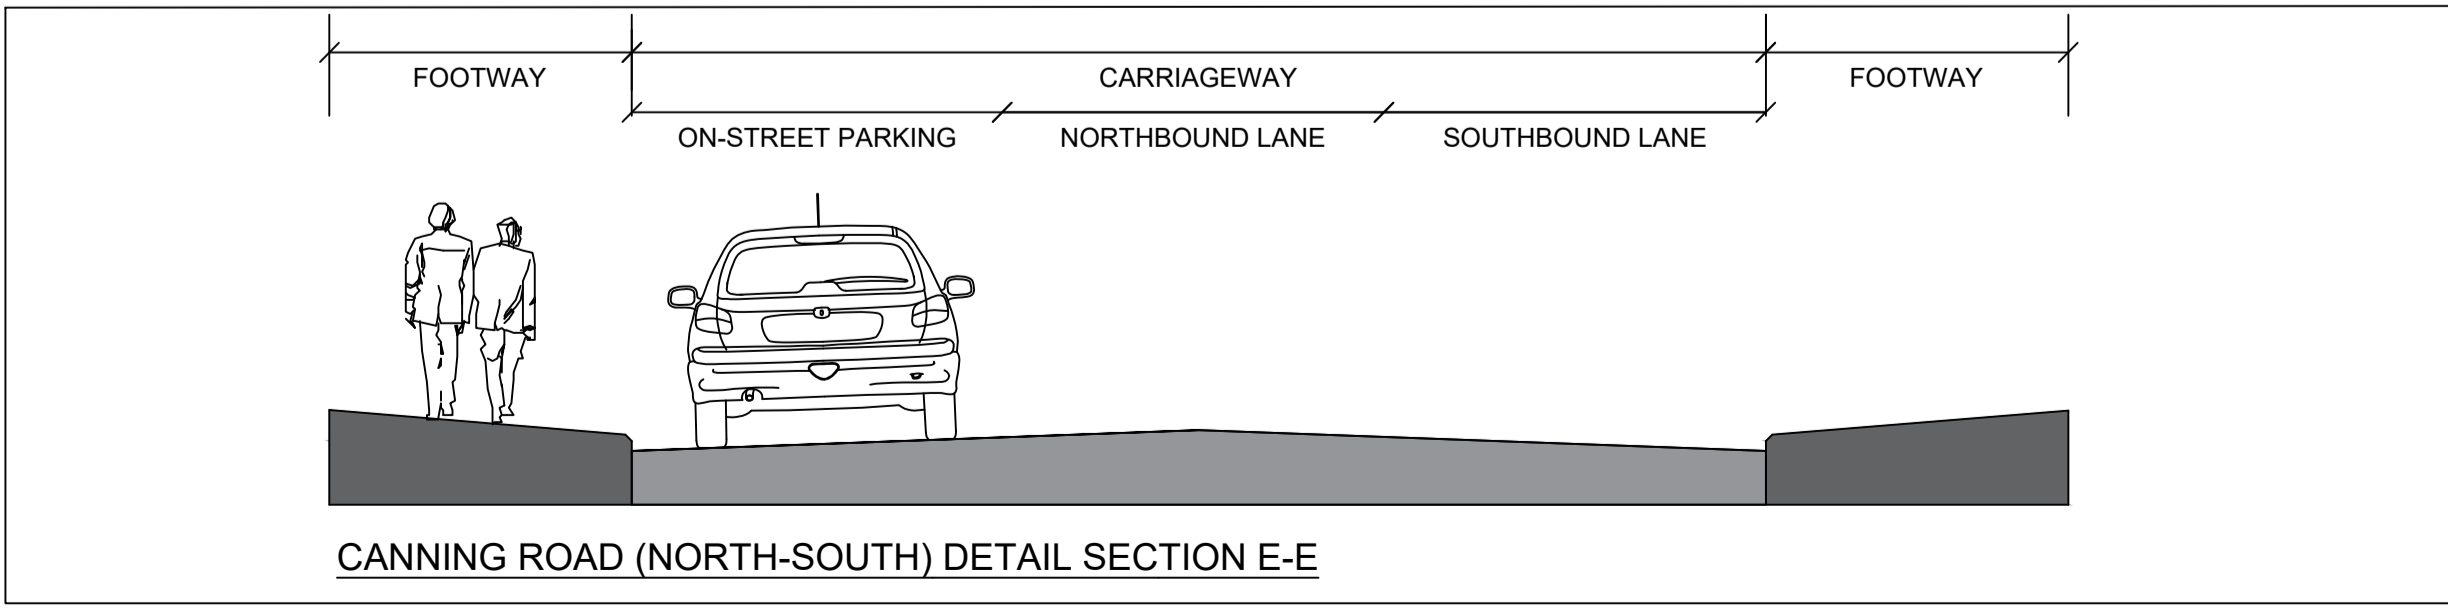 FOOTWAY
CARRIAGEWAY
FOOTWAY
ON-STREET PARKING
NORTHBOUND LANE
SOUTHBOUND LANE
CANNING ROAD (NORTH-SOUTH) DETAIL SECTION E-E